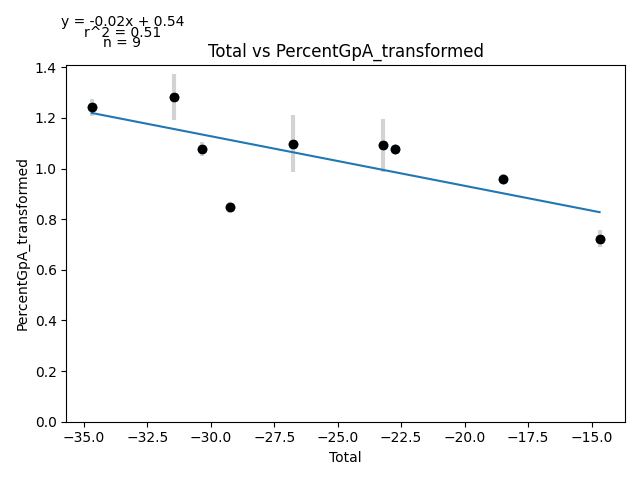 y = -0.02x + 0.54
r^2 = 0.51
n = 9
Total vs PercentGpA_transformed
PercentGpA_transformed
1.4
1.2
1.0
0.8
0.6
0.4
0.2
0.0
−35.0 −32.5 −30.0 −27.5 −25.0 −22.5 −20.0 −17.5 −15.0
Total